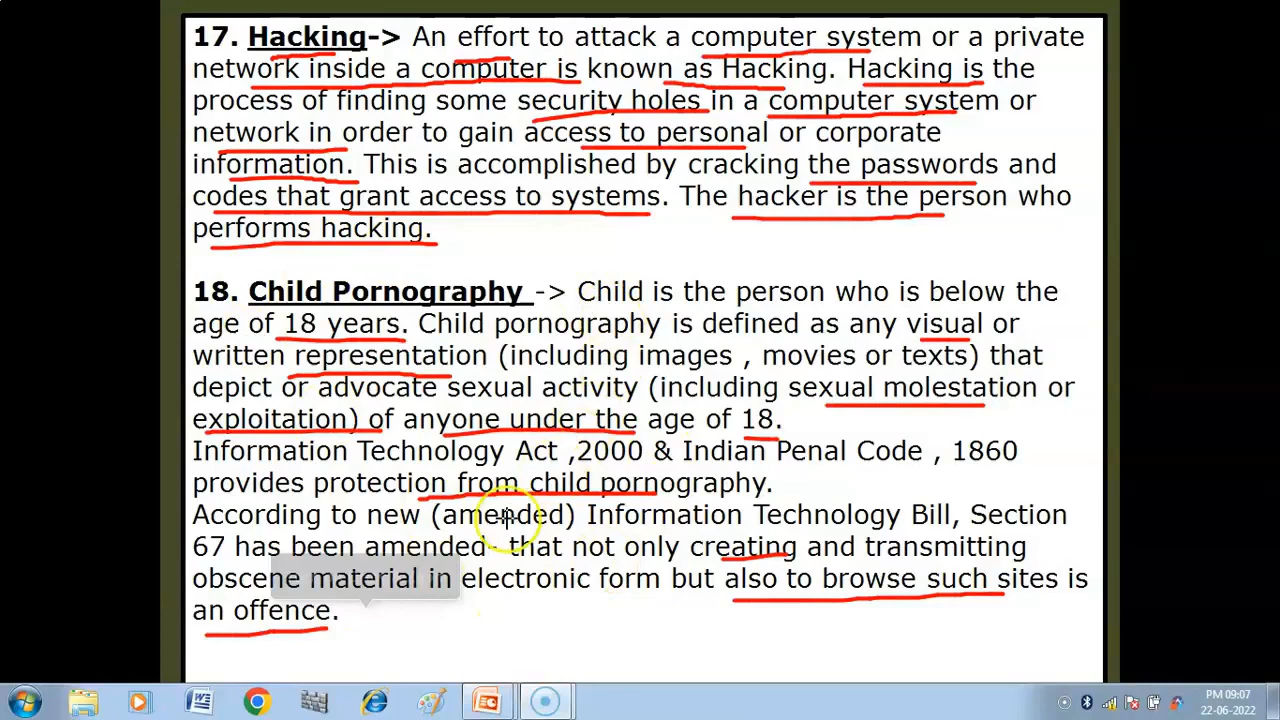 17. Hacking-> An effort to attack a computer system or a private
network inside a computer is known as Hacking. Hacking is the
process of finding some security holes in a computer system or
network in order to gain access to personal or corporate
information. This is accomplished by cracking the passwords and
codes that grant access to systems. The hacker is the person who
performs hacking.
18. Child Pornography -> Child is the person who is below the
age of 18 years. Child pornography is defined as any visual or
written representation (including images , movies or texts) that
depict or advocate sexual activity (including sexual molestation or
exploitation) of anyone under the age of 18.
Information Technology Act ,2000 & Indian Penal Code , 1860
provides protection from child pornography.
According to new (amended) Information Technology Bill, Section
67 has been amended- that not only creating and transmitting
obscene material in electronic form but also to browse such sites is
an offence.
PM 09:07
22-06-2022